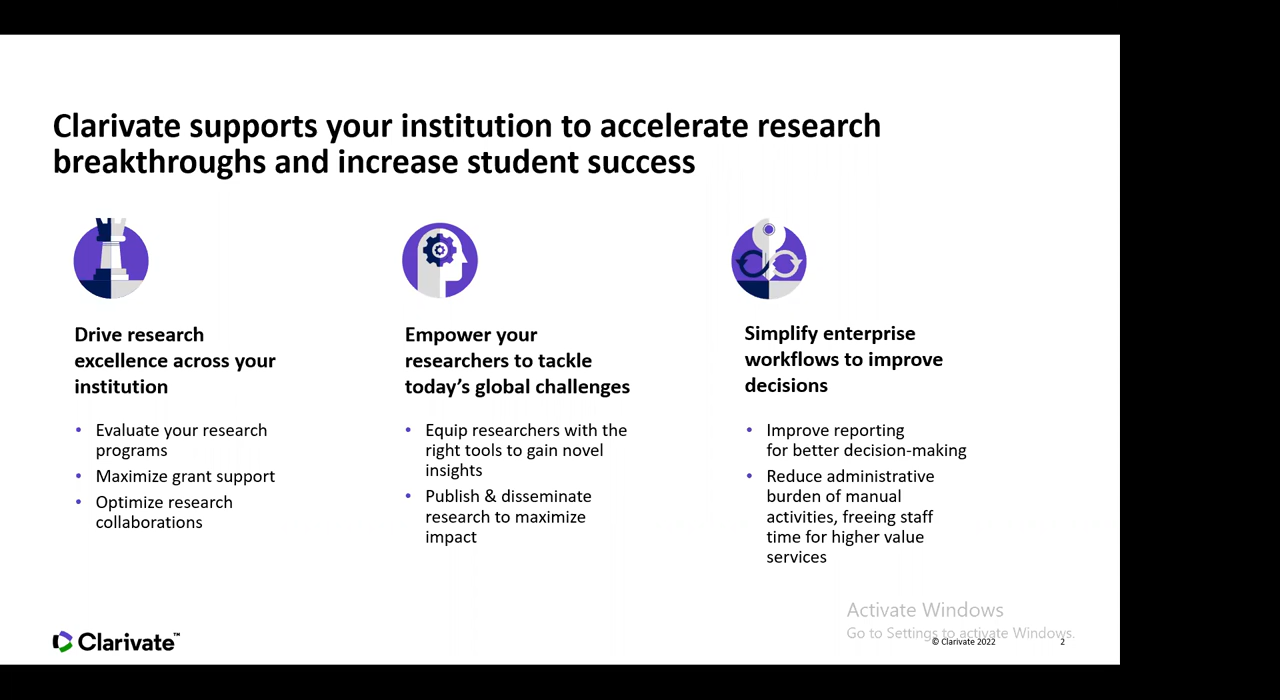 Clarivate supports your institution to accelerate research
breakthroughs and increase student success
Drive research
excellence across your
institution
• Evaluate your research
programs
• Maximize grant support
• Optimize research
collaborations
Empower your
researchers to tackle
today’s global challenges
• Equip researchers with the
right tools to gain novel
insights
• Publish & disseminate
research to maximize
impact
Simplify enterprise
workflows to improve
decisions
• Improve reporting
for better decision-making
• Reduce administrative
burden of manual
activities, freeing staff
time for higher value
services
Activate Windows
Go to Settings to activate Windows.
Clarivate™
© Clarivate 2022
2